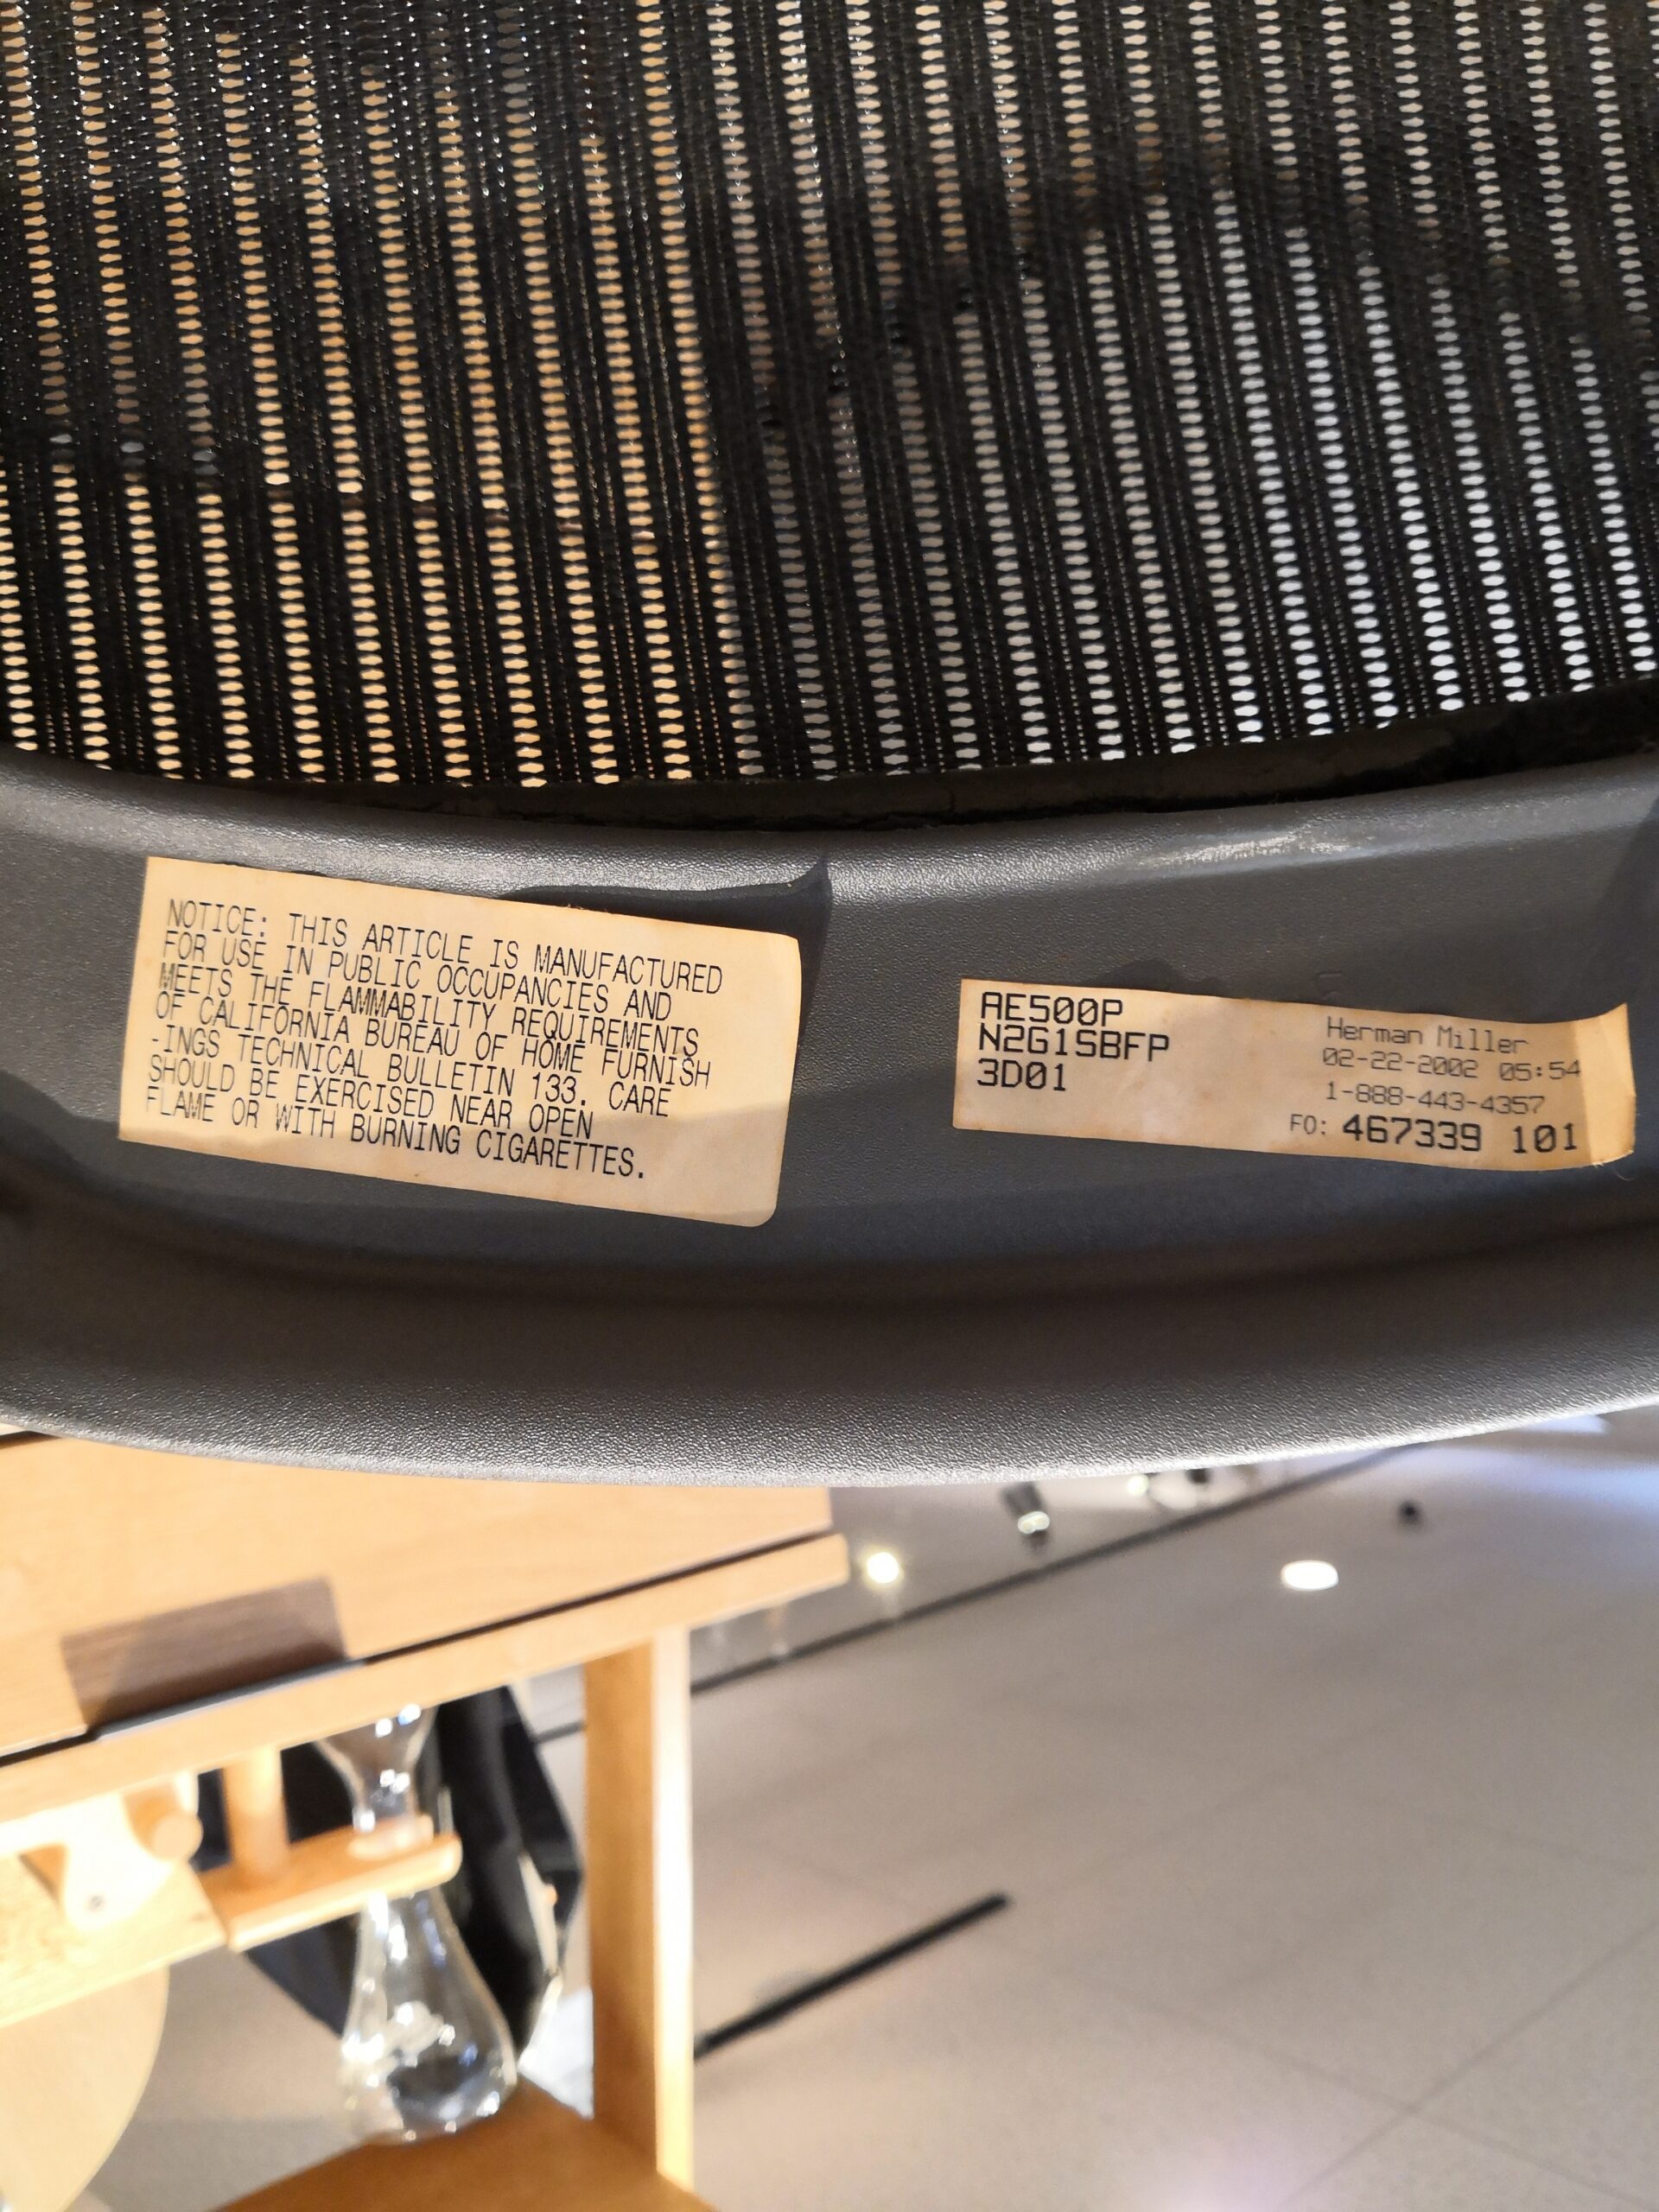 NOTICE: THIS ARTICLE IS MANUFACTURED
FOR USE IN PUBLIC OCCUPANCIES AND
MEETS THE FLAMMABILITY REQUIREMENTS
OF CALIFORNIA BUREAU OF HOME FURNISH
-INGS TECHNICAL BULLETIN 133. CARE
SHOULD BE EXERCISED NEAR OPEN
FLAME OR WITH BURNING CIGARETTES.
AE500P
N2G1SBFP
3D01
Herman Miller
02-22-2002 05:54
1-888-443-4357
FO: 467339 101